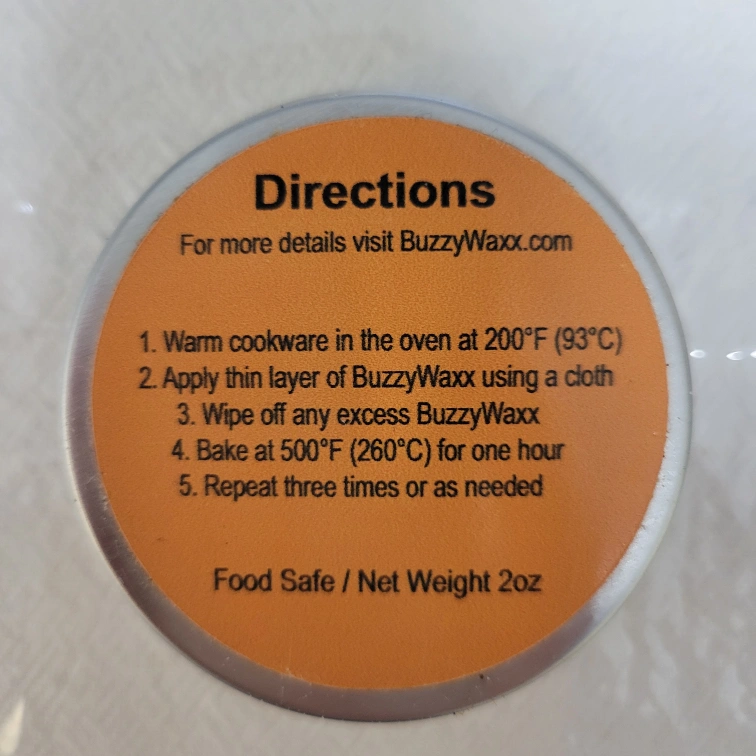 Directions
For more details visit BuzzyWaxx.com
1. Warm cookware in the oven at 200°F (93°C)
2. Apply thin layer of BuzzyWaxx using a cloth
3. Wipe off any excess BuzzyWaxx
4. Bake at 500°F (260°C) for one hour
5. Repeat three times or as needed
Food Safe / Net Weight 2oz